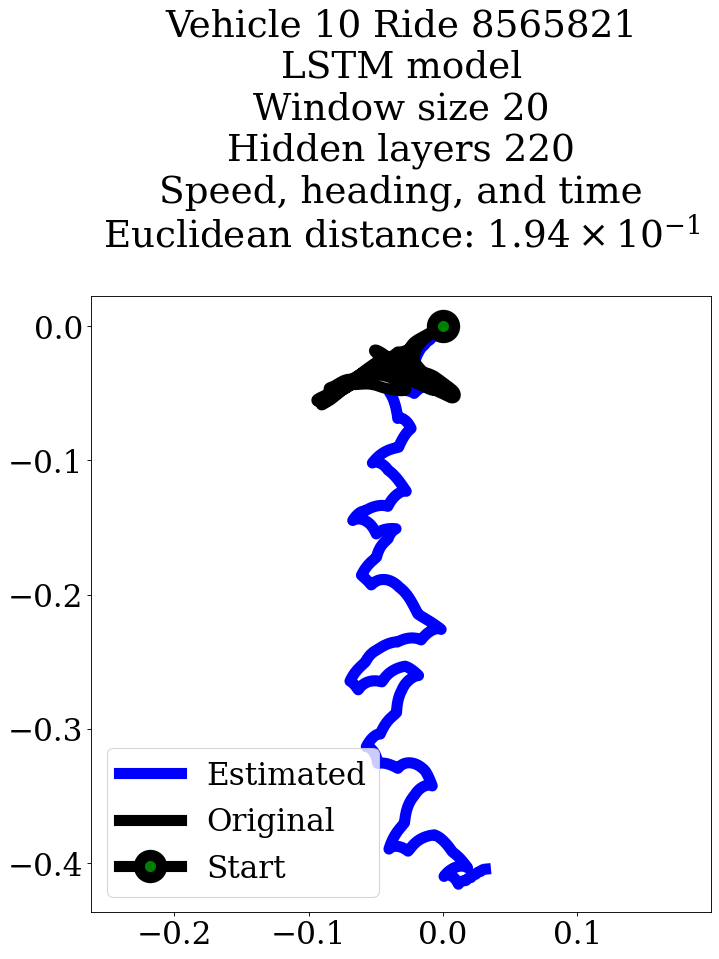 Vehicle 10 Ride 8565821
LSTM model
Window size 20
Hidden layers 220
Speed, heading, and time
Euclidean distance: 1.94 × 10⁻¹
0.0
−0.1
−0.2
−0.3
−0.4
Estimated
Original
Start
−0.2 −0.1 0.0 0.1